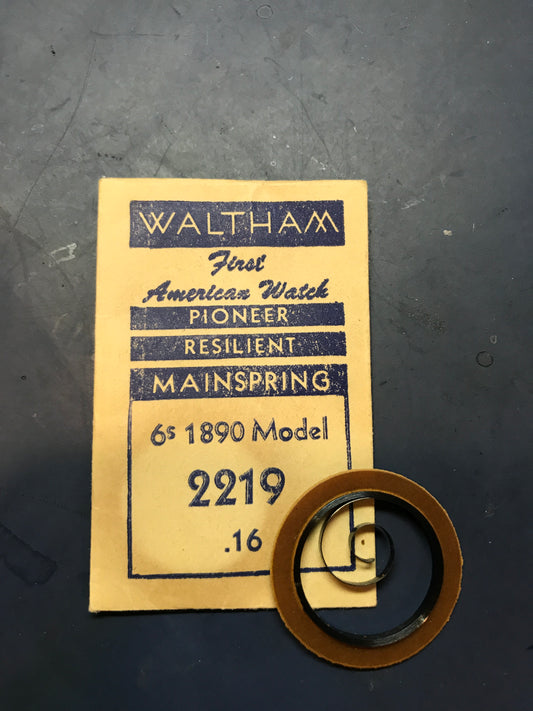 WALTHAM
First
American Watch
PIONEER
RESILIENT
MAINSPRING
6s 1890 Model
2219
.16